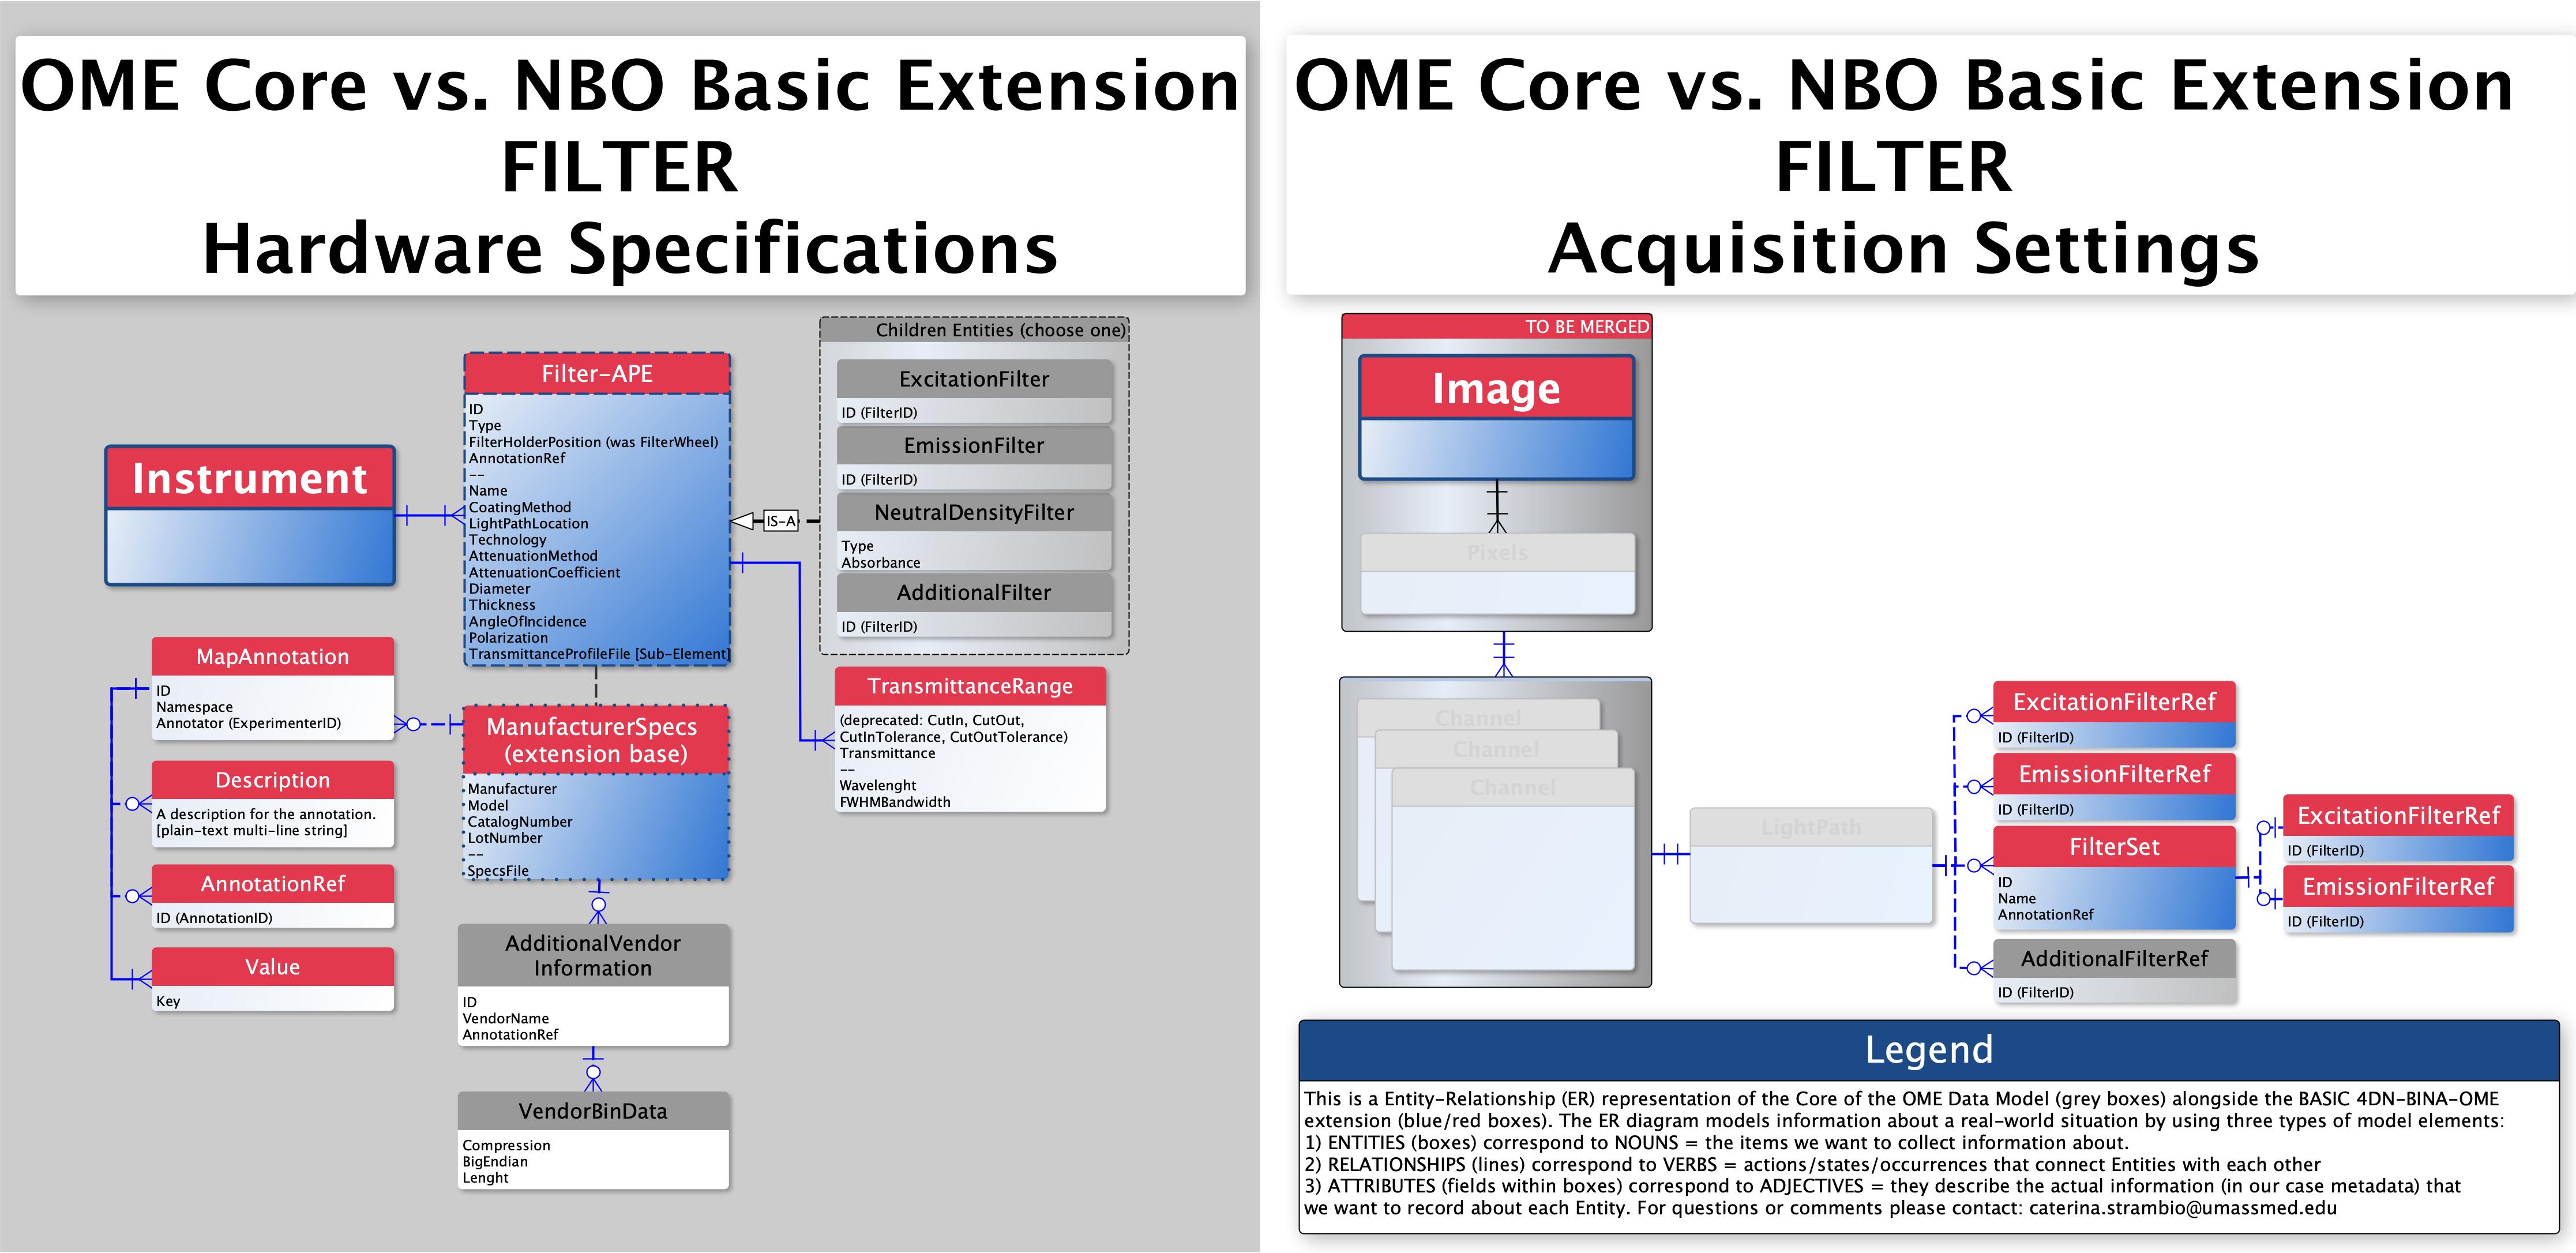 OME Core vs. NBO Basic Extension
FILTER
Hardware Specifications
Children Entities (choose one)
ExcitationFilter
ID (FilterID)
EmissionFilter
ID (FilterID)
NeutralDensityFilter
Type
Absorbance
AdditionalFilter
ID (FilterID)
Filter-APE
ID
Type
FilterHolderPosition (was FilterWheel)
AnnotationRef
--
Name
CoatingMethod
LightPathLocation
Technology
AttenuationMethod
AttenuationCoefficient
Diameter
Thickness
AngleOfIncidence
Polarization
TransmittanceProfileFile [Sub-Element]
Instrument
IS-A
MapAnnotation
ID
Namespace
Annotator (ExperimenterID)
Description
A description for the annotation.
[plain-text multi-line string]
AnnotationRef
ID (AnnotationID)
Value
Key
ManufacturerSpecs
(extension base)
Manufacturer
Model
CatalogNumber
LotNumber
--
SpecsFile
TransmittanceRange
(deprecated: CutIn, CutOut,
CutInTolerance, CutOutTolerance)
Transmittance
--
Wavelenght
FWHMBandwidth
AdditionalVendor
Information
ID
VendorName
AnnotationRef
VendorBinData
Compression
BigEndian
Lenght
OME Core vs. NBO Basic Extension
FILTER
Acquisition Settings
TO BE MERGED
Image
Pixels
Channel
Channel
Channel
LightPath
ExcitationFilterRef
ID (FilterID)
EmissionFilterRef
ID (FilterID)
FilterSet
ID
Name
AnnotationRef
AdditionalFilterRef
ID (FilterID)
ExcitationFilterRef
ID (FilterID)
EmissionFilterRef
ID (FilterID)
Legend
This is a Entity-Relationship (ER) representation of the Core of the OME Data Model (grey boxes) alongside the BASIC 4DN-BINA-OME
extension (blue/red boxes). The ER diagram models information about a real-world situation by using three types of model elements:
1) ENTITIES (boxes) correspond to NOUNS = the items we want to collect information about.
2) RELATIONSHIPS (lines) correspond to VERBS = actions/states/occurrences that connect Entities with each other
3) ATTRIBUTES (fields within boxes) correspond to ADJECTIVES = they describe the actual information (in our case metadata) that
we want to record about each Entity. For questions or comments please contact: caterina.strambio@umassmed.edu